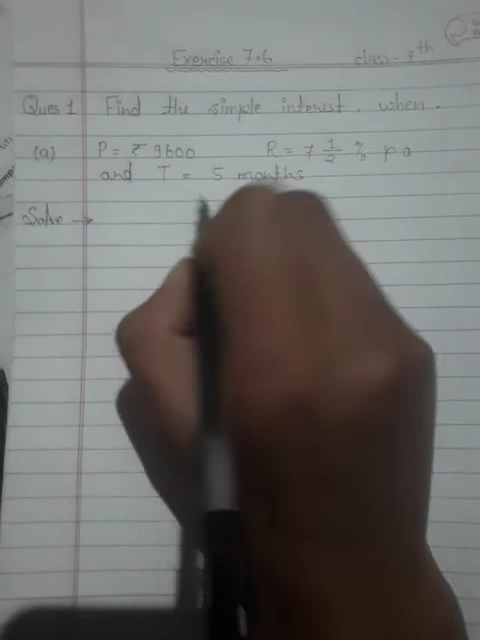 Exercise 7.6 class - 7th
Ques 1 Find the simple interest. when.
(a) P = ₹ 9600 R = 7 1/2 % p a
and T = 5 months
Solve →